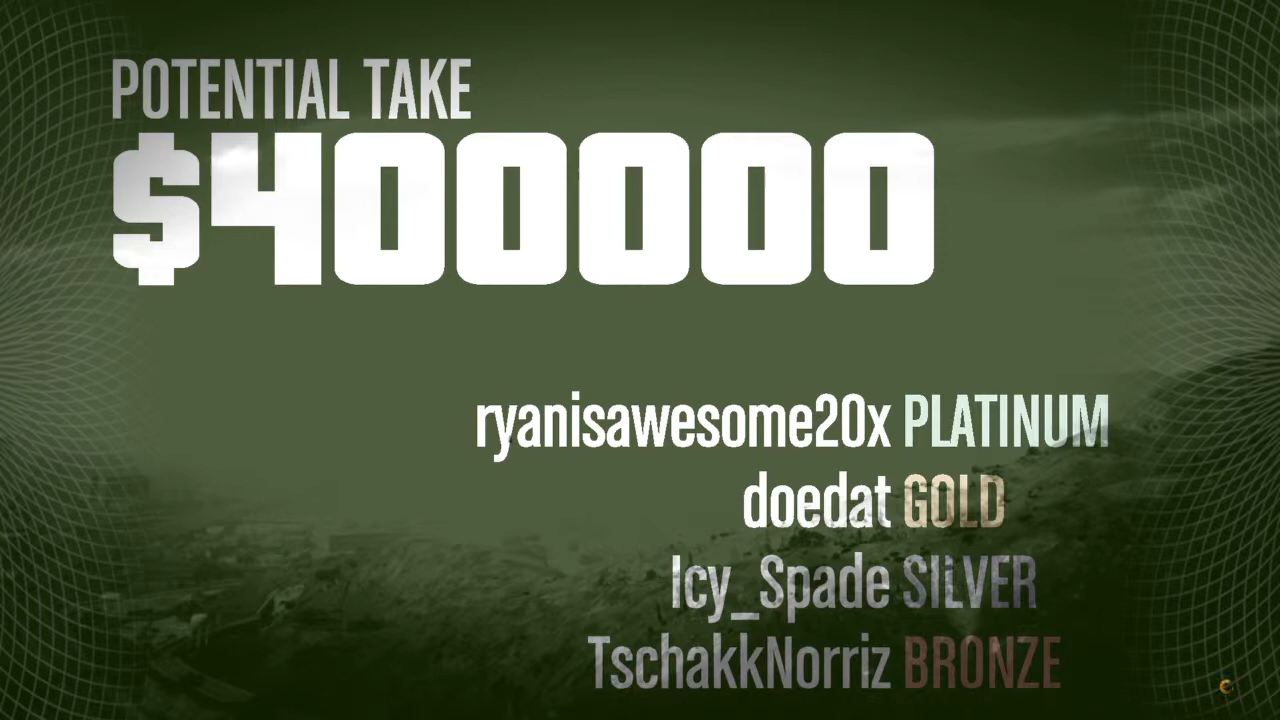 POTENTIAL TAKE
$400000
ryanisawesome20x PLATINUM
doedat GOLD
Icy_Spade SILVER
TschakkNorriz BRONZE